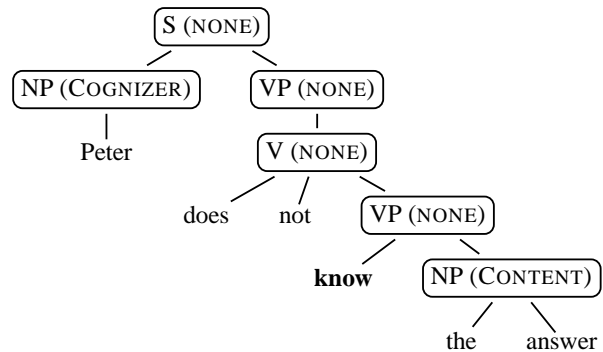 S (NONE)
NP (COGNIZER) VP (NONE)
Peter V (NONE)
does not VP (NONE)
know NP (CONTENT)
the answer